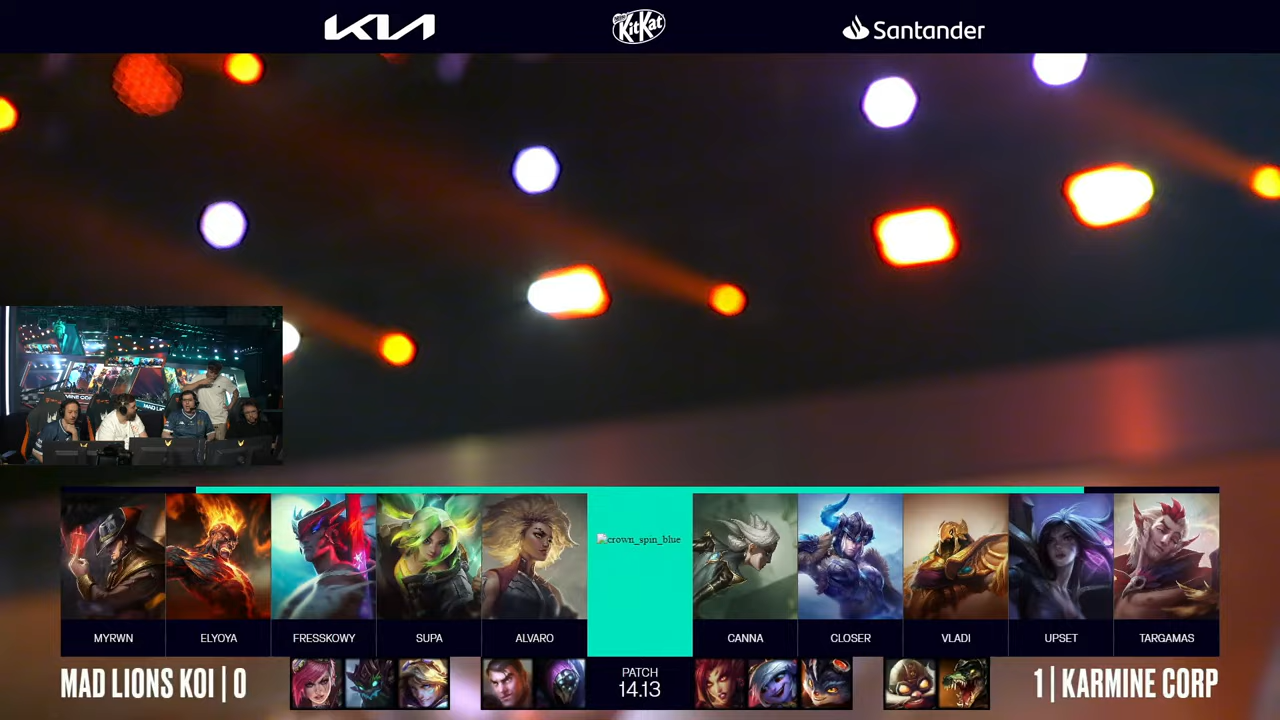 KIA
Nestlé
KitKat
Santander
crown_spin_blue
MYRWN
ELYOYA
FRESSKOWY
SUPA
ALVARO
CANNA
CLOSER
VLADI
UPSET
TARGAMAS
MAD LIONS KOI | 0
PATCH
14.13
1 | KARMINE CORP